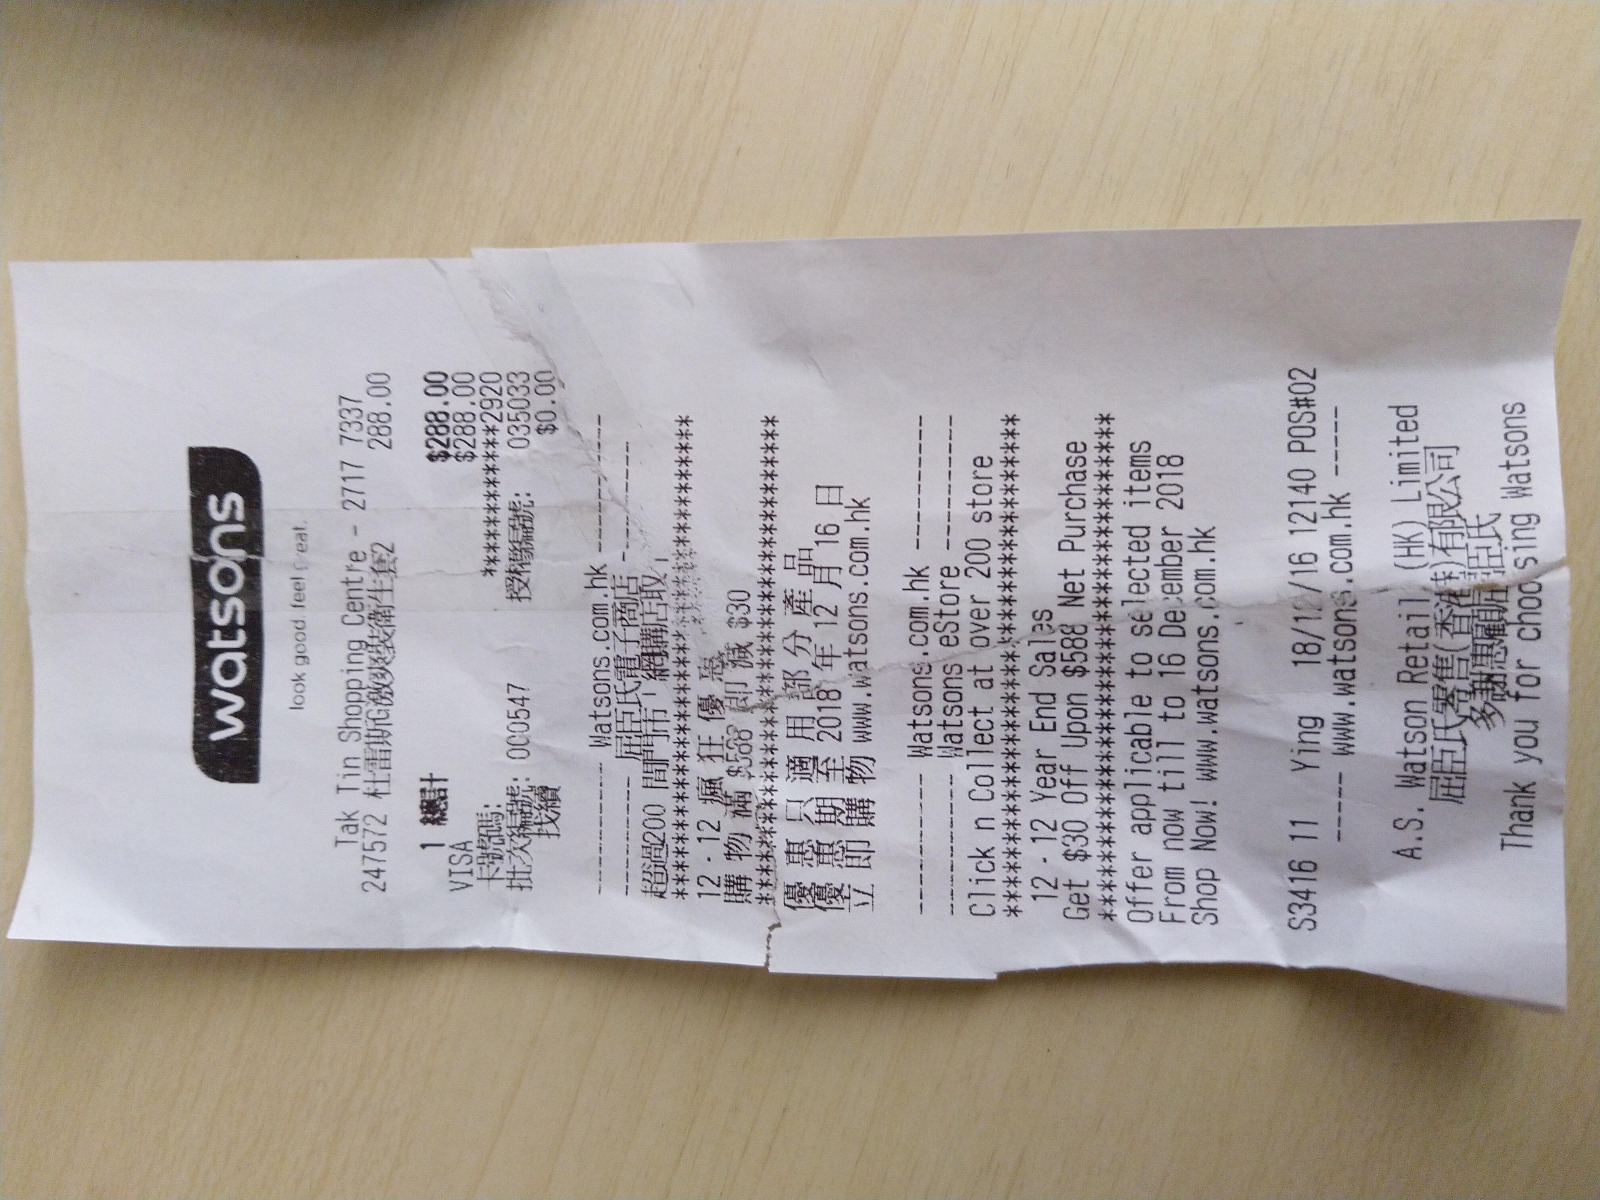 watsons
look good. feel great.
Tak Tin Shopping Centre - 2717 7337
247572 杜雷斯G激爽裝衛生套2 288.00
1 總計 $288.00
VISA $288.00
卡號碼: ***********2920
批次編號: 000547 授權編號: 035033
找續 $0.00
---------- Watsons.com.hk ----------
--------- 屈臣氏電子商店 ---------
超過200 間門市「網購店取」
**********************************
12 - 12 瘋 狂 優 惠
購 物 滿 $588 即 減 $30
**********************************
優 惠 只 適 用 部 分 產 品
優 惠 期 至 2018 年 12 月 16 日
立 即 購 物 www.watsons.com.hk
---------- Watsons.com.hk ----------
---------- Watsons eStore ----------
Click n Collect at over 200 store
***********************************
12 - 12 Year End Sales
Get $30 Off Upon $588 Net Purchase
***********************************
Offer applicable to selected items
From now till to 16 December 2018
Shop Now! www.watsons.com.hk
S3416 11 Ying 18/12/16 12140 POS#02
----- www.watsons.com.hk -----
A.S. Watson Retail (HK) Limited
屈臣氏零售(香港)有限公司
多謝惠顧屈臣氏
Thank you for choosing Watsons